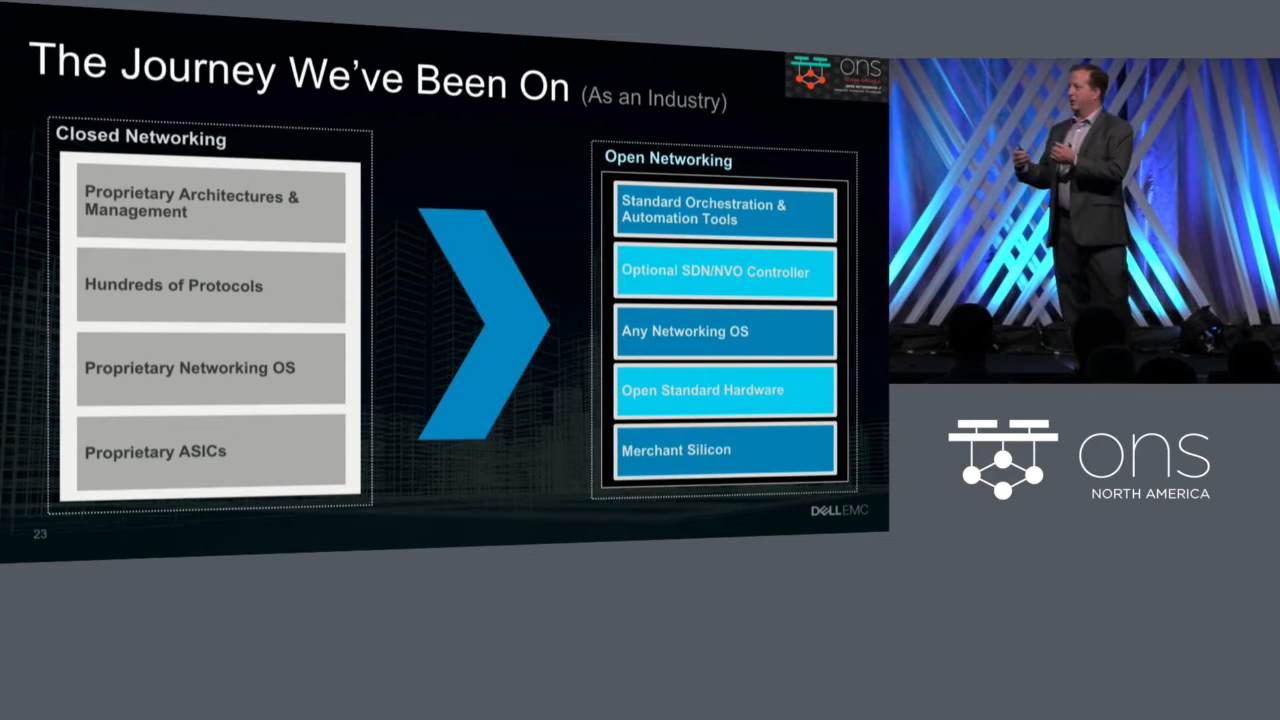 The Journey We've Been On (As an Industry)
ons
Closed Networking
Proprietary Architectures &
Management
Hundreds of Protocols
Proprietary Networking OS
Proprietary ASICs
Open Networking
Standard Orchestration &
Automation Tools
Optional SDN/NVO Controller
Any Networking OS
Open Standard Hardware
Merchant Silicon
DELLEMC
23
ons
NORTH AMERICA